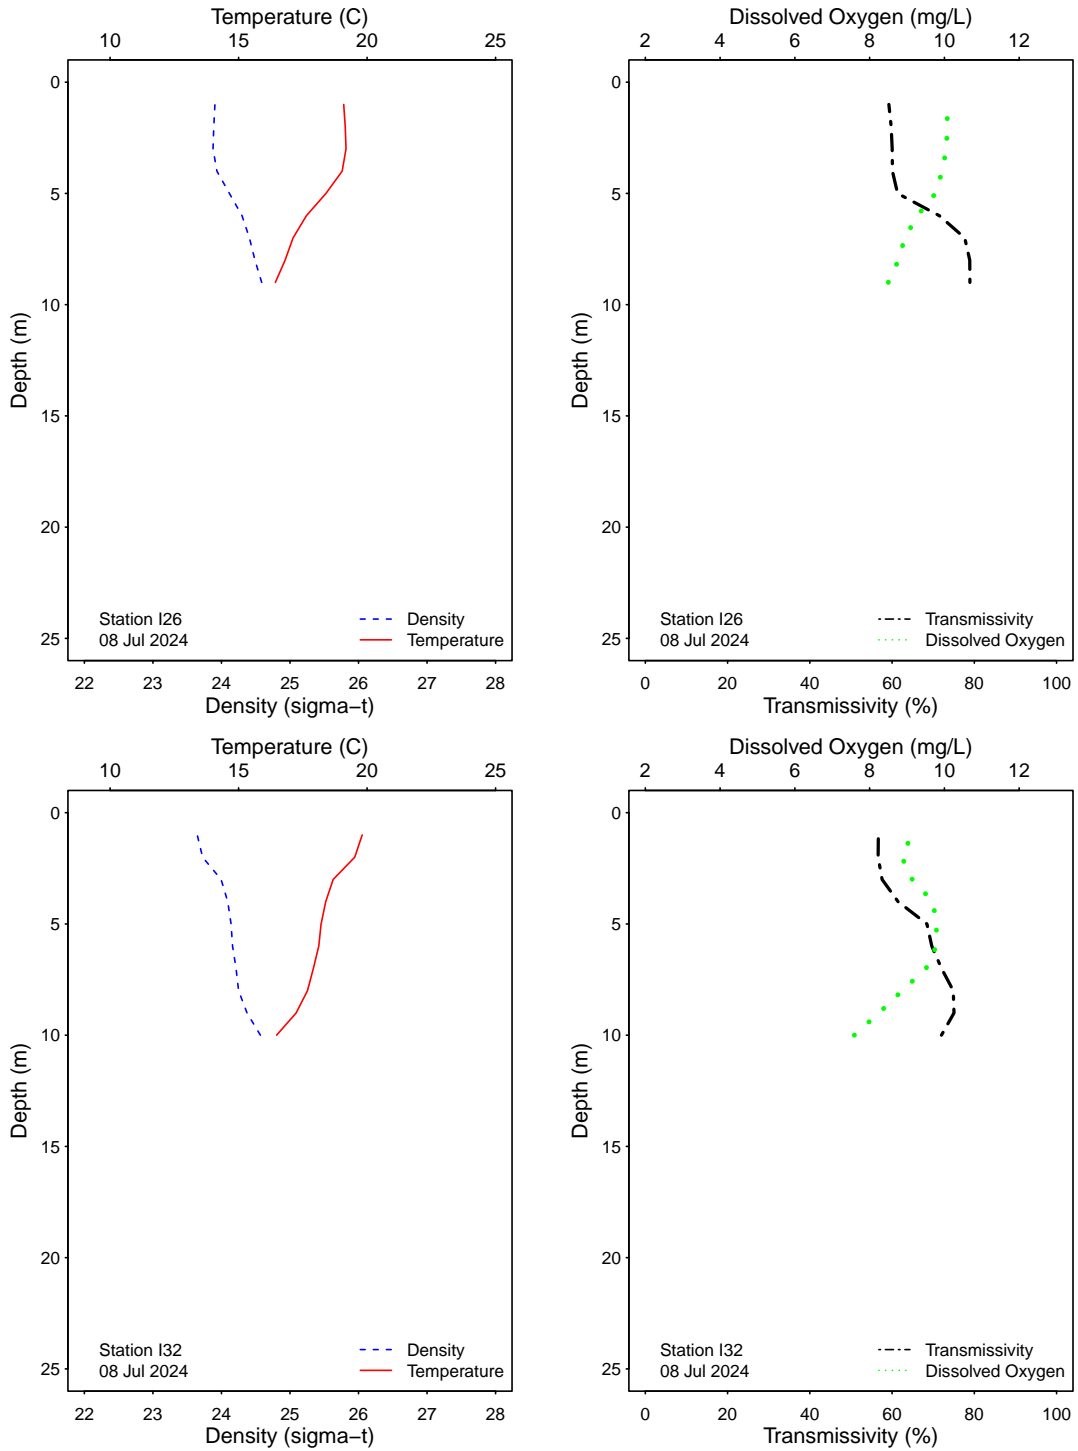 Temperature (C)
10 15 20 25
0
5
10
15
20
25
Depth (m)
Station I26
08 Jul 2024
Density
Temperature
22 23 24 25 26 27 28
Density (sigma−t)
Dissolved Oxygen (mg/L)
2 4 6 8 10 12
0
5
10
15
20
25
Depth (m)
Station I26
08 Jul 2024
Transmissivity
Dissolved Oxygen
0 20 40 60 80 100
Transmissivity (%)
Temperature (C)
10 15 20 25
0
5
10
15
20
25
Depth (m)
Station I32
08 Jul 2024
Density
Temperature
22 23 24 25 26 27 28
Density (sigma−t)
Dissolved Oxygen (mg/L)
2 4 6 8 10 12
0
5
10
15
20
25
Depth (m)
Station I32
08 Jul 2024
Transmissivity
Dissolved Oxygen
0 20 40 60 80 100
Transmissivity (%)